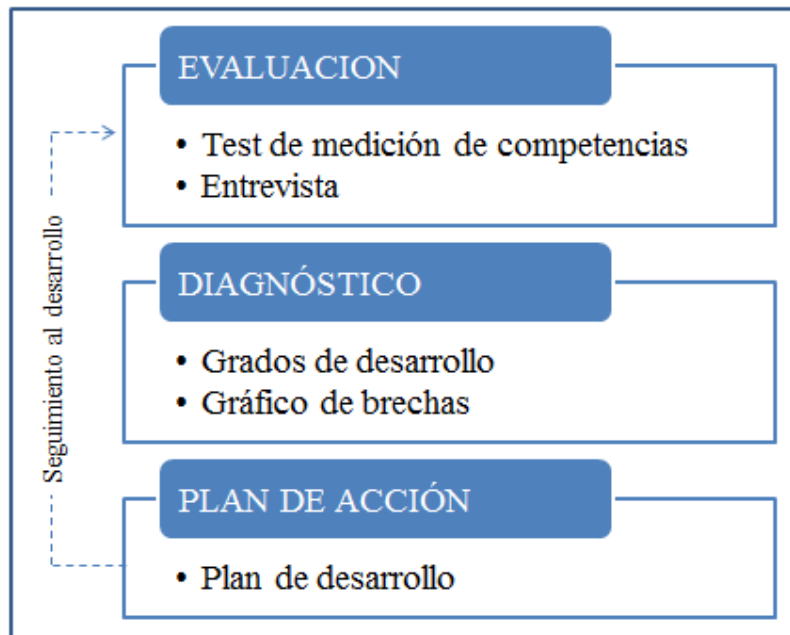 EVALUACION
• Test de medición de competencias
• Entrevista
Seguimiento al desarrollo
DIAGNÓSTICO
• Grados de desarrollo
• Gráfico de brechas
PLAN DE ACCIÓN
• Plan de desarrollo